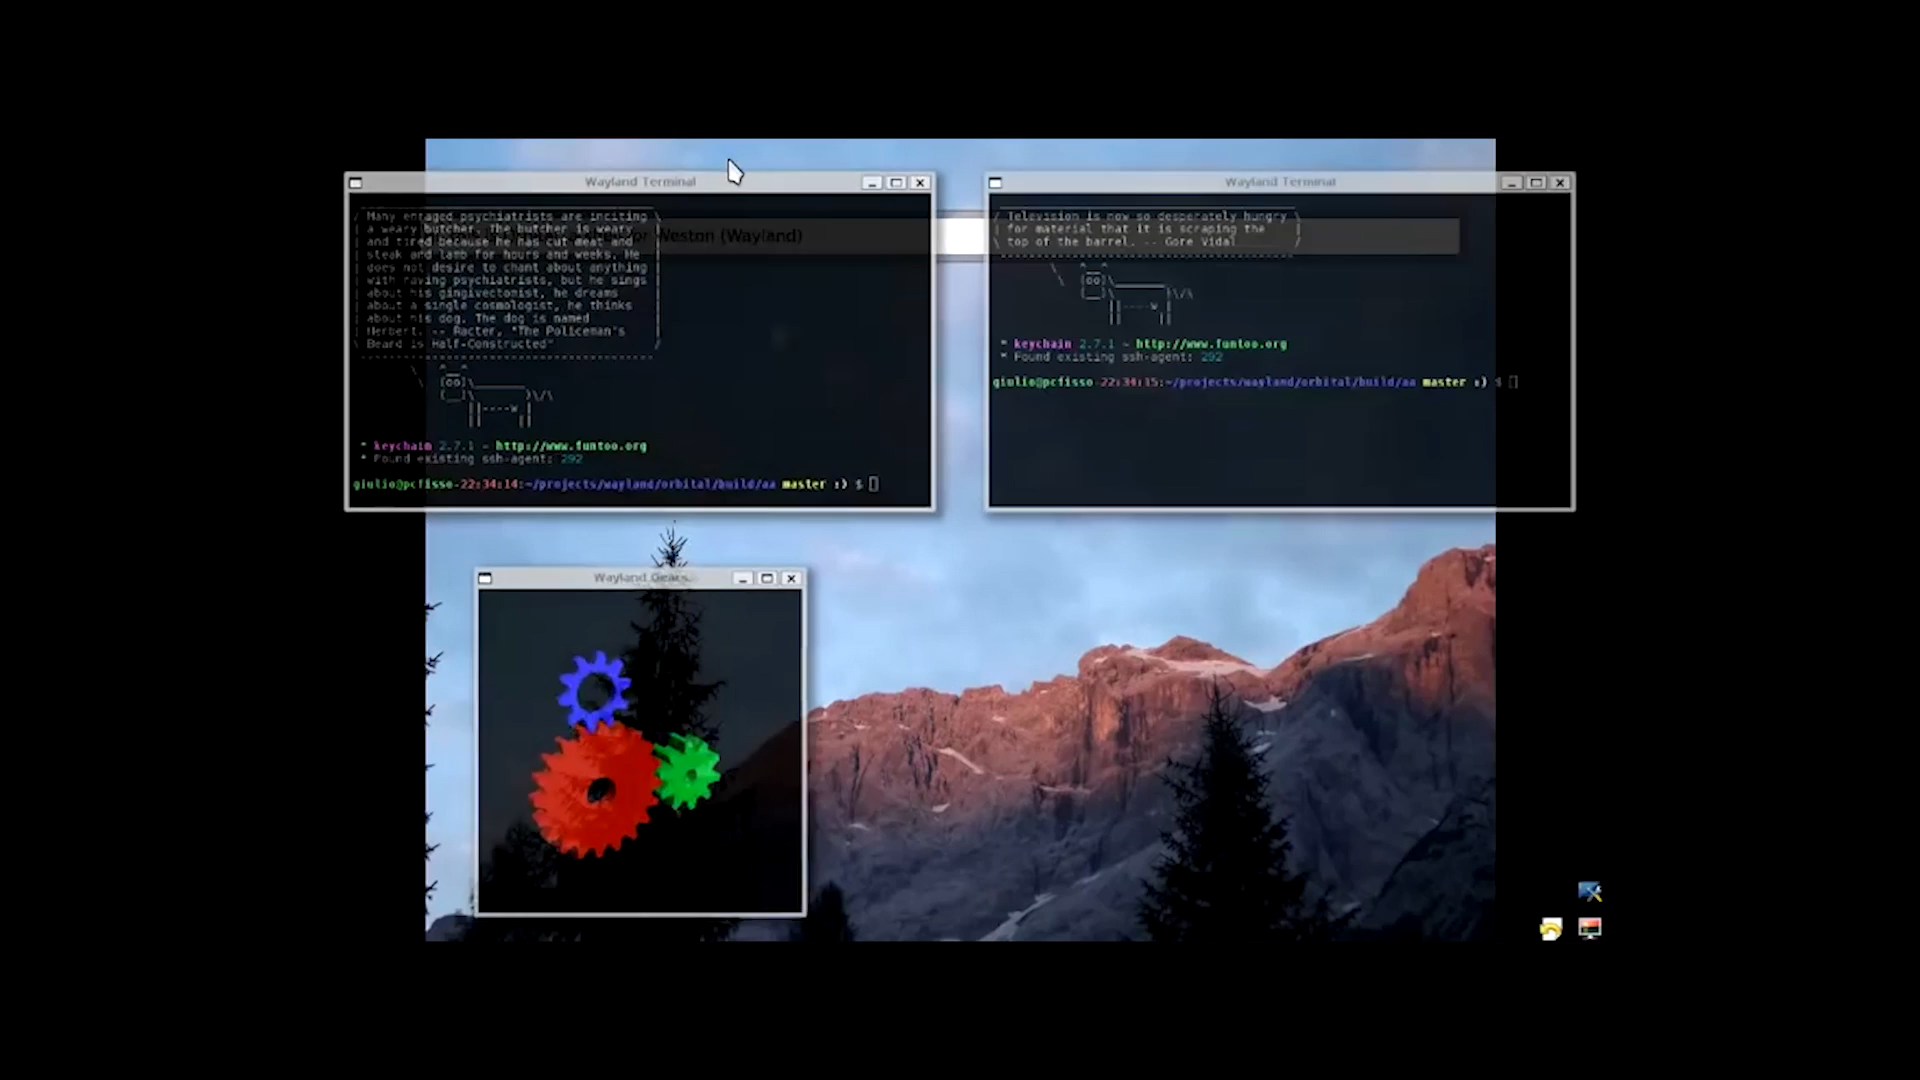 Wayland Terminal
Many enraged psychiatrists are inciting
a weary butcher. The butcher is weary
and tired because he has cut meat and
steak and lamb for hours and weeks. He
does not desire to chant about anything
with raving psychiatrists, but he sings
about his gingivectomist, he dreams
about a single cosmologist, he thinks
about his dog. The dog is named
Herbert. -- Racter, "The Policeman's
Beard is Half-Constructed"
* keychain 2.7.1 ~ http://www.funtoo.org
* Found existing ssh-agent: 292
giulio@pcfisso-22:34:14:~/projects/wayland/orbital/build/aa master :) $
Weston (Wayland)
Wayland Terminal
Television is now so desperately hungry
for material that it is scraping the
top of the barrel. -- Gore Vidal
* keychain 2.7.1 ~ http://www.funtoo.org
* Found existing ssh-agent: 292
giulio@pcfisso-22:34:15:~/projects/wayland/orbital/build/aa master :) $
Wayland Gears